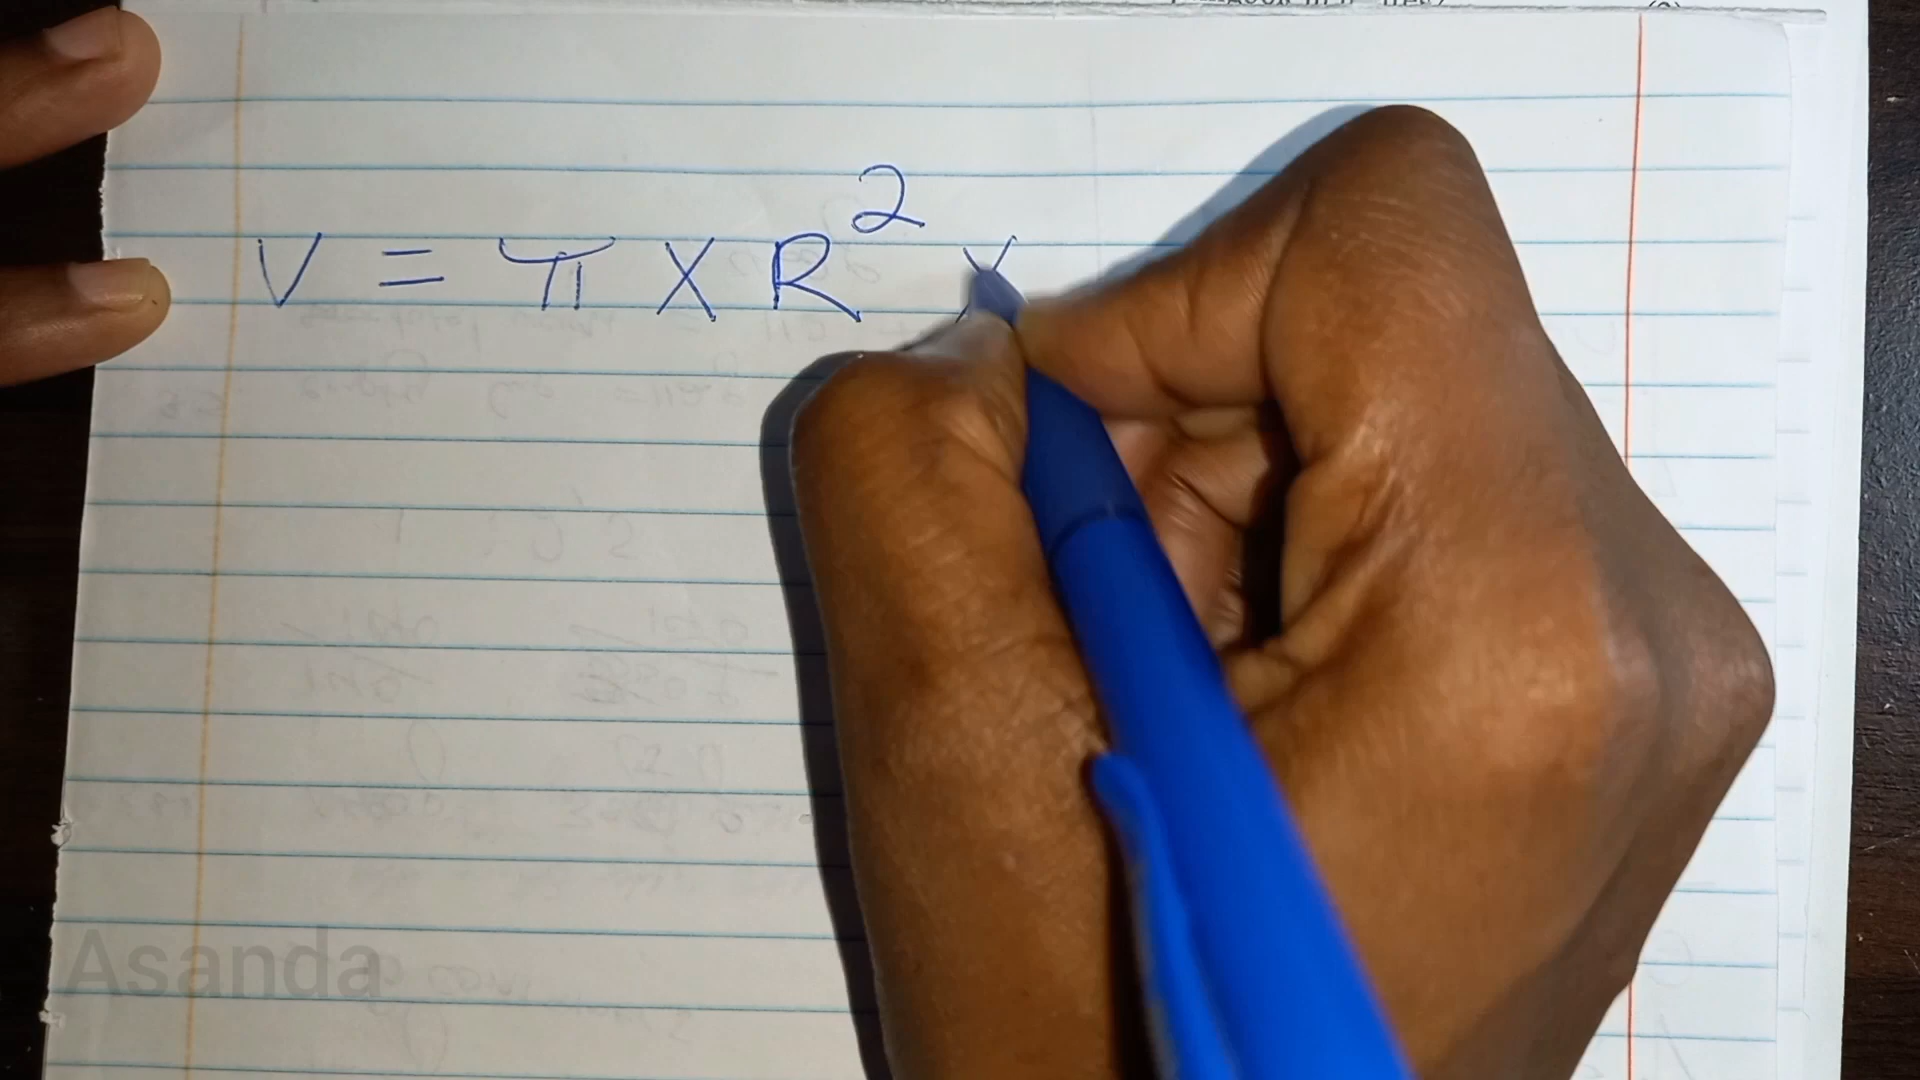 V = π X R² X
Asanda